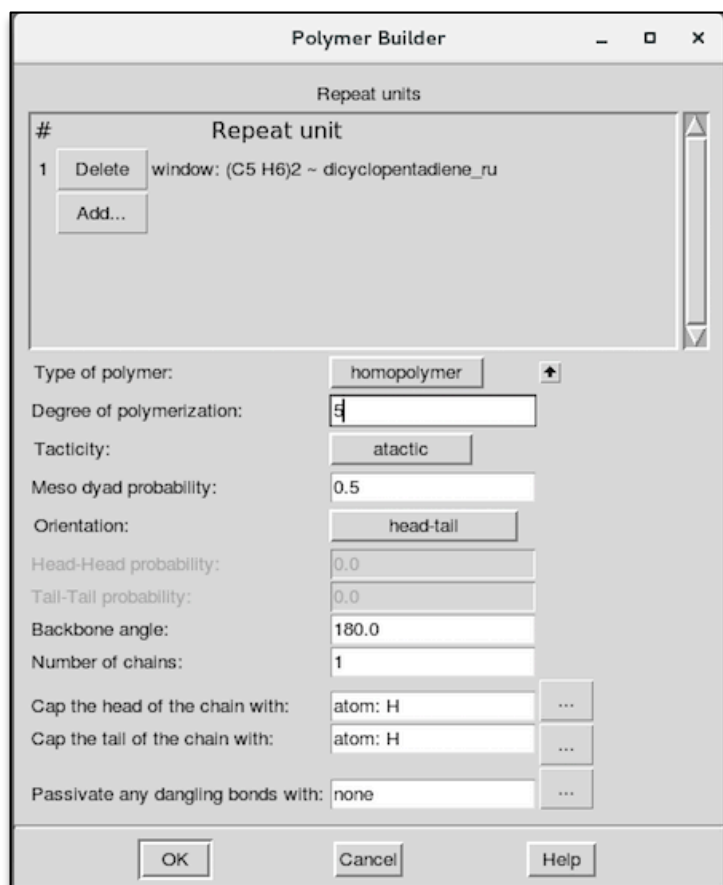 Polymer Builder
Repeat units
# Repeat unit
1 Delete window: (C5 H6)2 ~ dicyclopentadiene_ru
Add...
Type of polymer: homopolymer
Degree of polymerization: 5
Tacticity: atactic
Meso dyad probability: 0.5
Orientation: head-tail
Head-Head probability: 0.0
Tail-Tail probability: 0.0
Backbone angle: 180.0
Number of chains: 1
Cap the head of the chain with: atom: H ...
Cap the tail of the chain with: atom: H ...
Passivate any dangling bonds with: none ...
OK Cancel Help